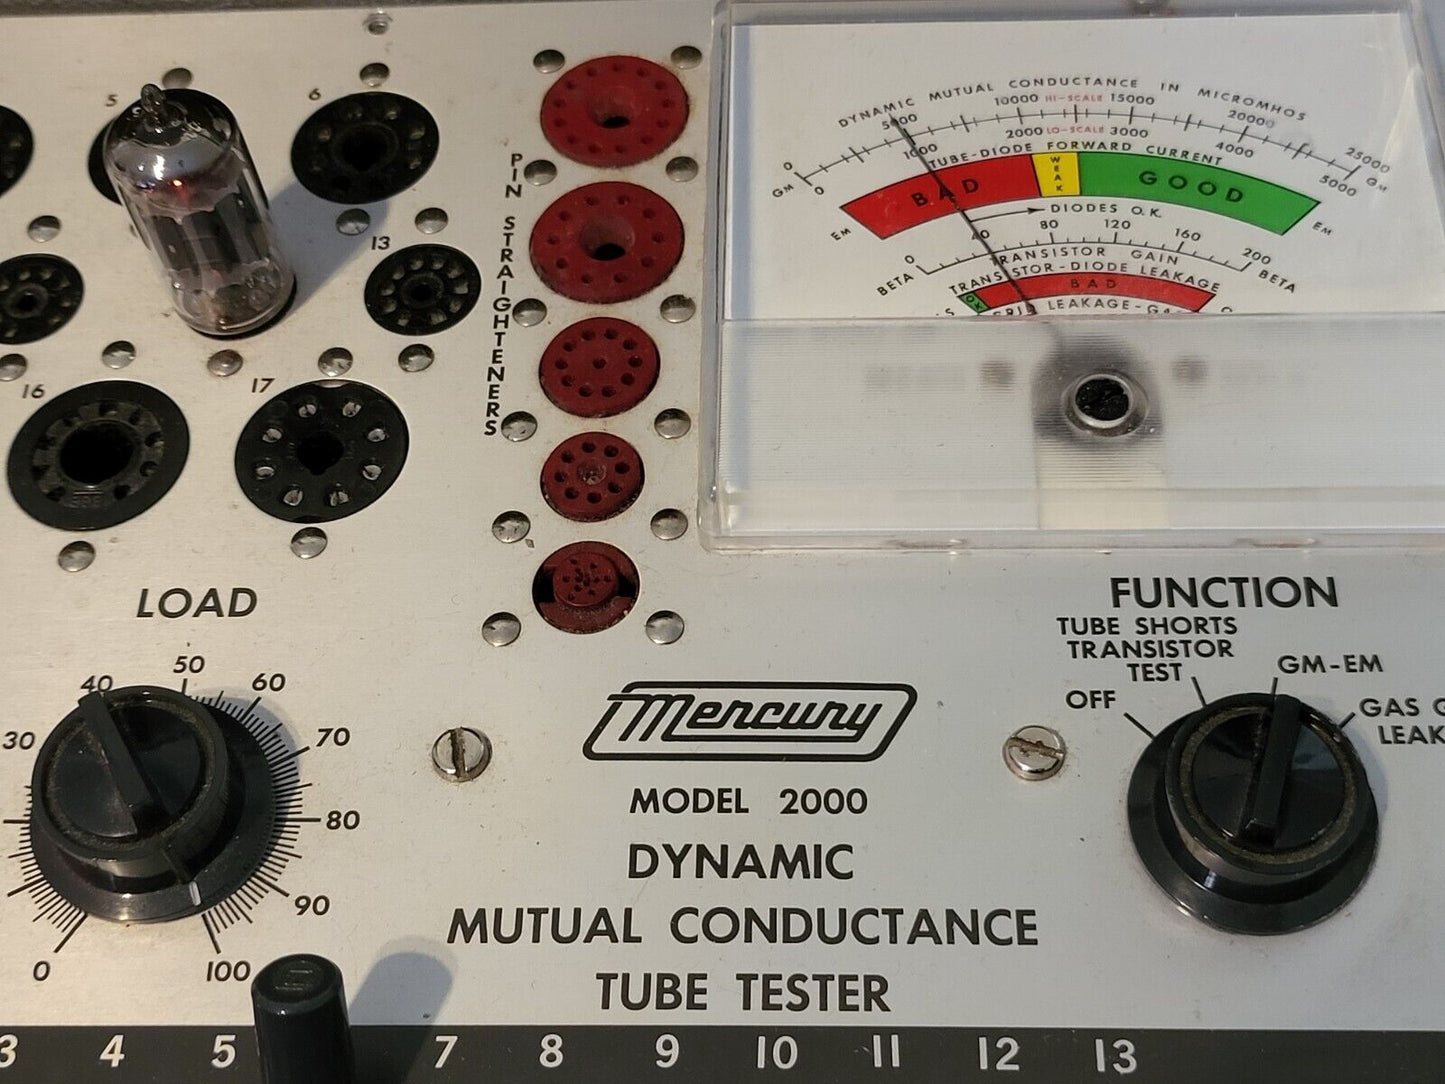 5
6
13
16
17
PIN STRAIGHTENERS
DYNAMIC MUTUAL CONDUCTANCE IN MICROMHOS
0 5000 10000 HI-SCALE 15000 20000 25000
GM GM
0 1000 2000 LO-SCALE 3000 4000 5000
TUBE-DIODE FORWARD CURRENT
EM BAD WEAK GOOD EM
DIODES O.K.
0 40 80 120 160 200
BETA TRANSISTOR GAIN BETA
TRANSISTOR-DIODE LEAKAGE
OK BAD
LEAKAGE-
LOAD
0 30 40 50 60 70 80 90 100
FUNCTION
OFF
TUBE SHORTS
TRANSISTOR
TEST
GM-EM
GAS
LEAK
Mercury
MODEL 2000
DYNAMIC
MUTUAL CONDUCTANCE
TUBE TESTER
3 4 5 7 8 9 10 11 12 13